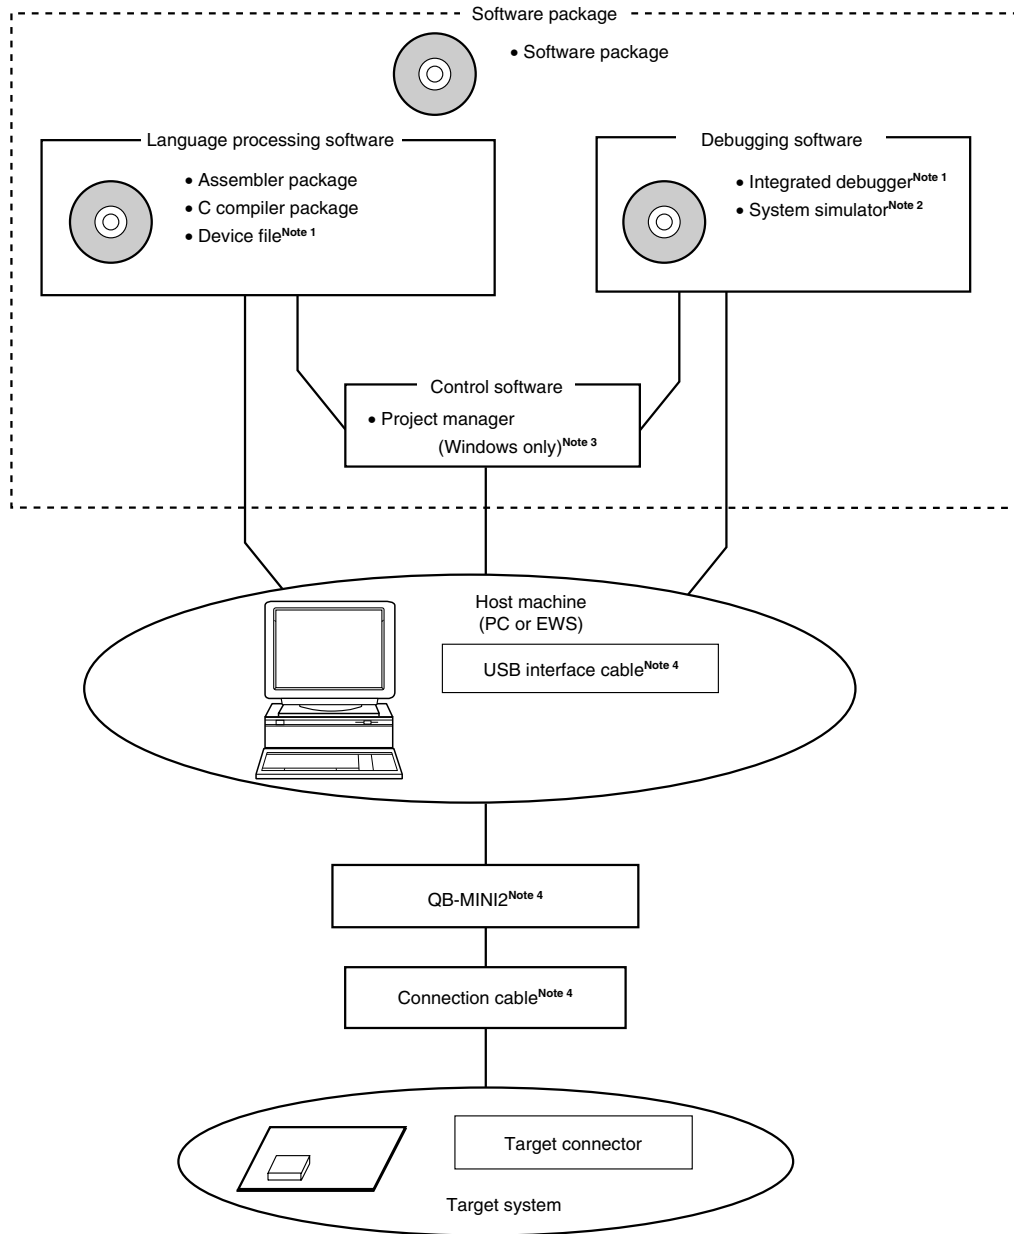 Software package
• Software package
Language processing software
• Assembler package
• C compiler package
• Device fileNote 1
Debugging software
• Integrated debuggerNote 1
• System simulatorNote 2
Control software
• Project manager
(Windows only)Note 3
Host machine
(PC or EWS)
USB interface cableNote 4
QB-MINI2Note 4
Connection cableNote 4
Target connector
Target system